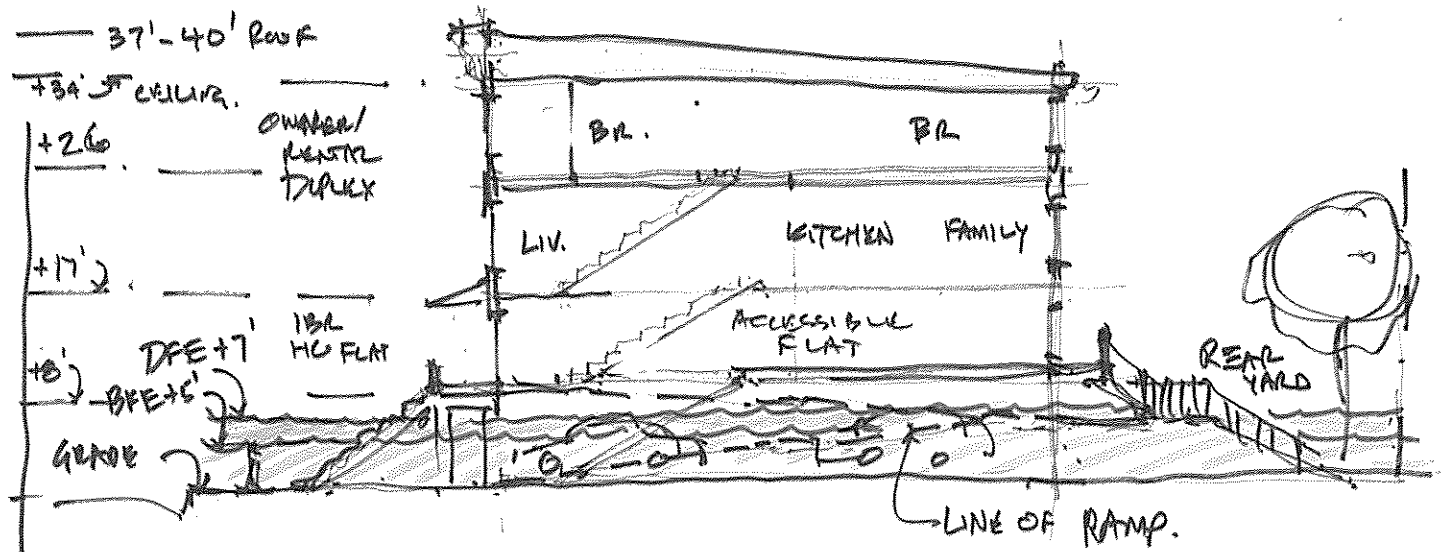 37'-40' ROOF
+34' CEILING.
OWNER/
RENTAL
DUPLEX
+26
BR.
BR
LIV.
KITCHEN
FAMILY
+17'
1BR
HC FLAT
ACCESSIBLE
FLAT
DFE+7'
+8'
BFE+5'
REAR
YARD
GRADE
LINE OF RAMP.